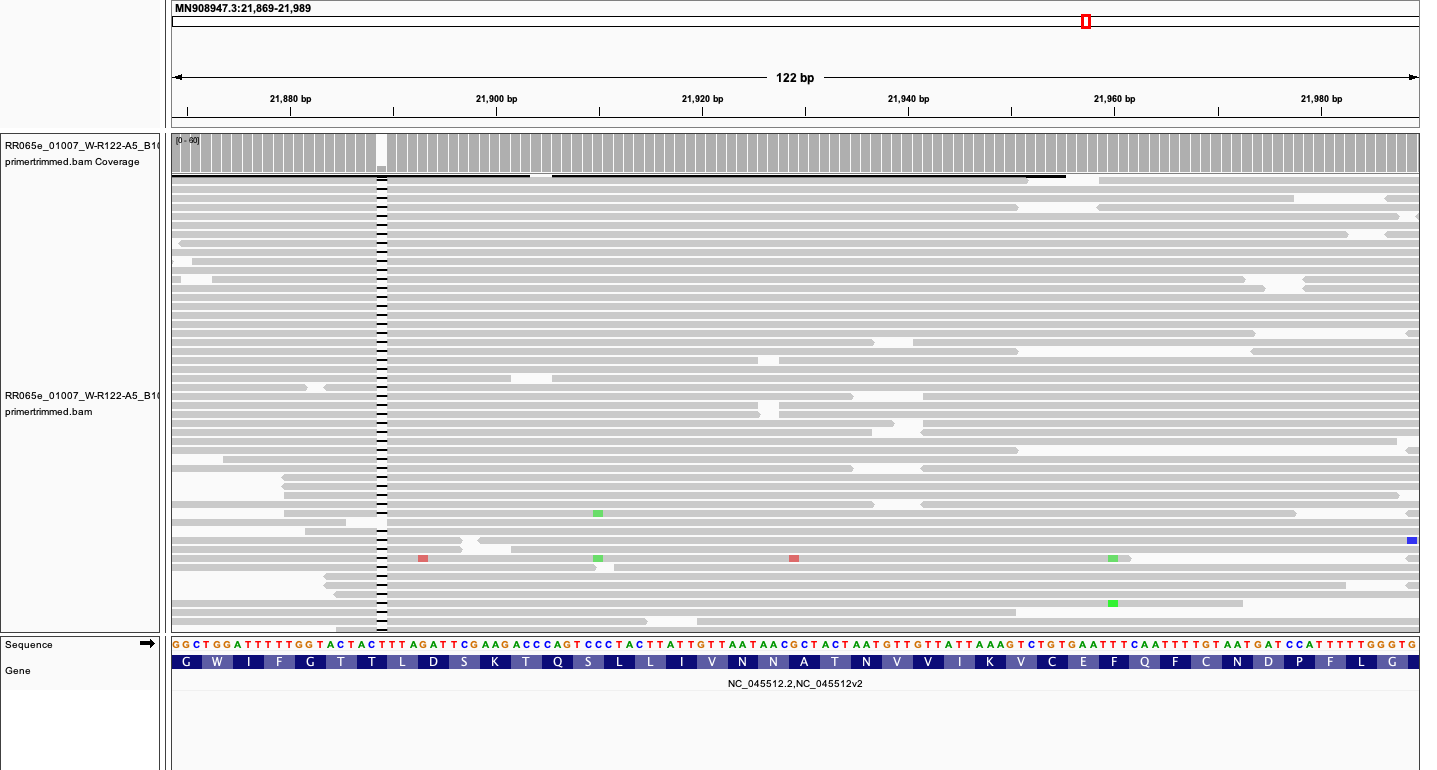 MN908947.3:21,869-21,989
122 bp
21,880 bp 21,900 bp 21,920 bp 21,940 bp 21,960 bp 21,980 bp
[0 - 60]
RR065e_01007_W-R122-A5_B10
primertrimmed.bam Coverage
RR065e_01007_W-R122-A5_B10
primertrimmed.bam
Sequence
GGCTGGATTTTTGGTACTACTTTAGATTCGAAGACCCAGTCCCTACTTATTGTTAATAACGCTACTAATGTTGTTATTAAAGTCTGTGAATTTCAATTTTGTAATGATCCATTTTTGGGTG
Gene
G W I F G T T L D S K T Q S L L I V N N A T N V V I K V C E F Q F C N D P F L G
NC_045512.2,NC_045512v2